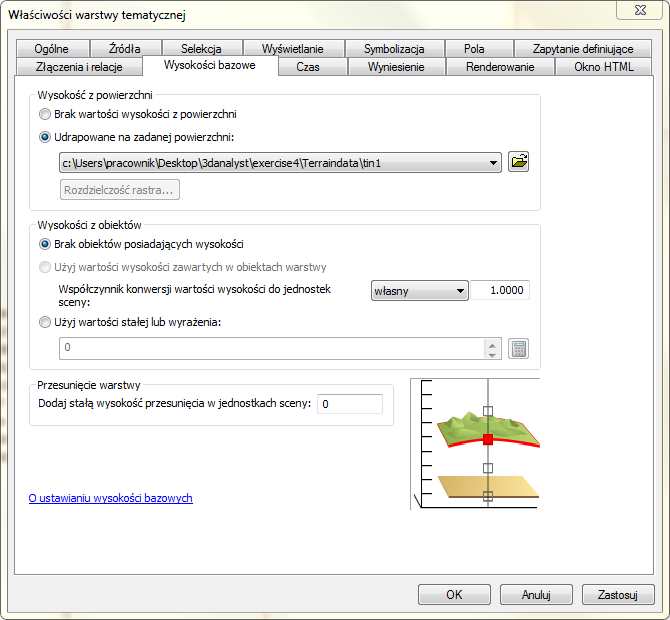 Właściwości warstwy tematycznej
Ogólne Źródła Selekcja Wyświetlanie Symbolizacja Pola Zapytanie definiujące
Złączenia i relacje Wysokości bazowe Czas Wyniesienie Renderowanie Okno HTML
Wysokość z powierzchni
Brak wartości wysokości z powierzchni
Udrapowane na zadanej powierzchni:
c:\Users\pracownik\Desktop\3danalyst\exercise4\Terraindata\tin1
Rozdzielczość rastra...
Wysokości z obiektów
Brak obiektów posiadających wysokości
Użyj wartości wysokości zawartych w obiektach warstwy
Współczynnik konwersji wartości wysokości do jednostek
sceny:
własny 1.0000
Użyj wartości stałej lub wyrażenia:
0
Przesunięcie warstwy
Dodaj stałą wysokość przesunięcia w jednostkach sceny: 0
O ustawianiu wysokości bazowych
OK Anuluj Zastosuj